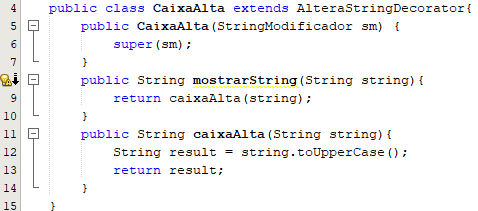 4 public class CaixaAlta extends AlteraStringDecorator{
5 public CaixaAlta(StringModificador sm) {
6 super(sm);
7 }
public String mostrarString(String string){
9 return caixaAlta(string);
10 }
11 public String caixaAlta(String string){
12 String result = string.toUpperCase();
13 return result;
14 }
15 }